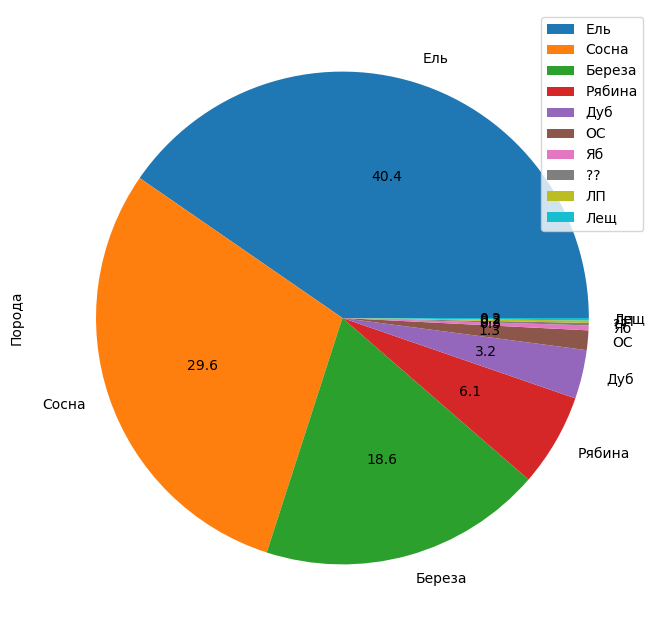 Ель
Сосна
Береза
Рябина
Дуб
ОС
Яб
??
ЛП
Лещ
Ель
40.4
Порода
29.6
Сосна
18.6
Береза
6.1
Рябина
3.2
Дуб
1.3
ОС
Яб
Лещ